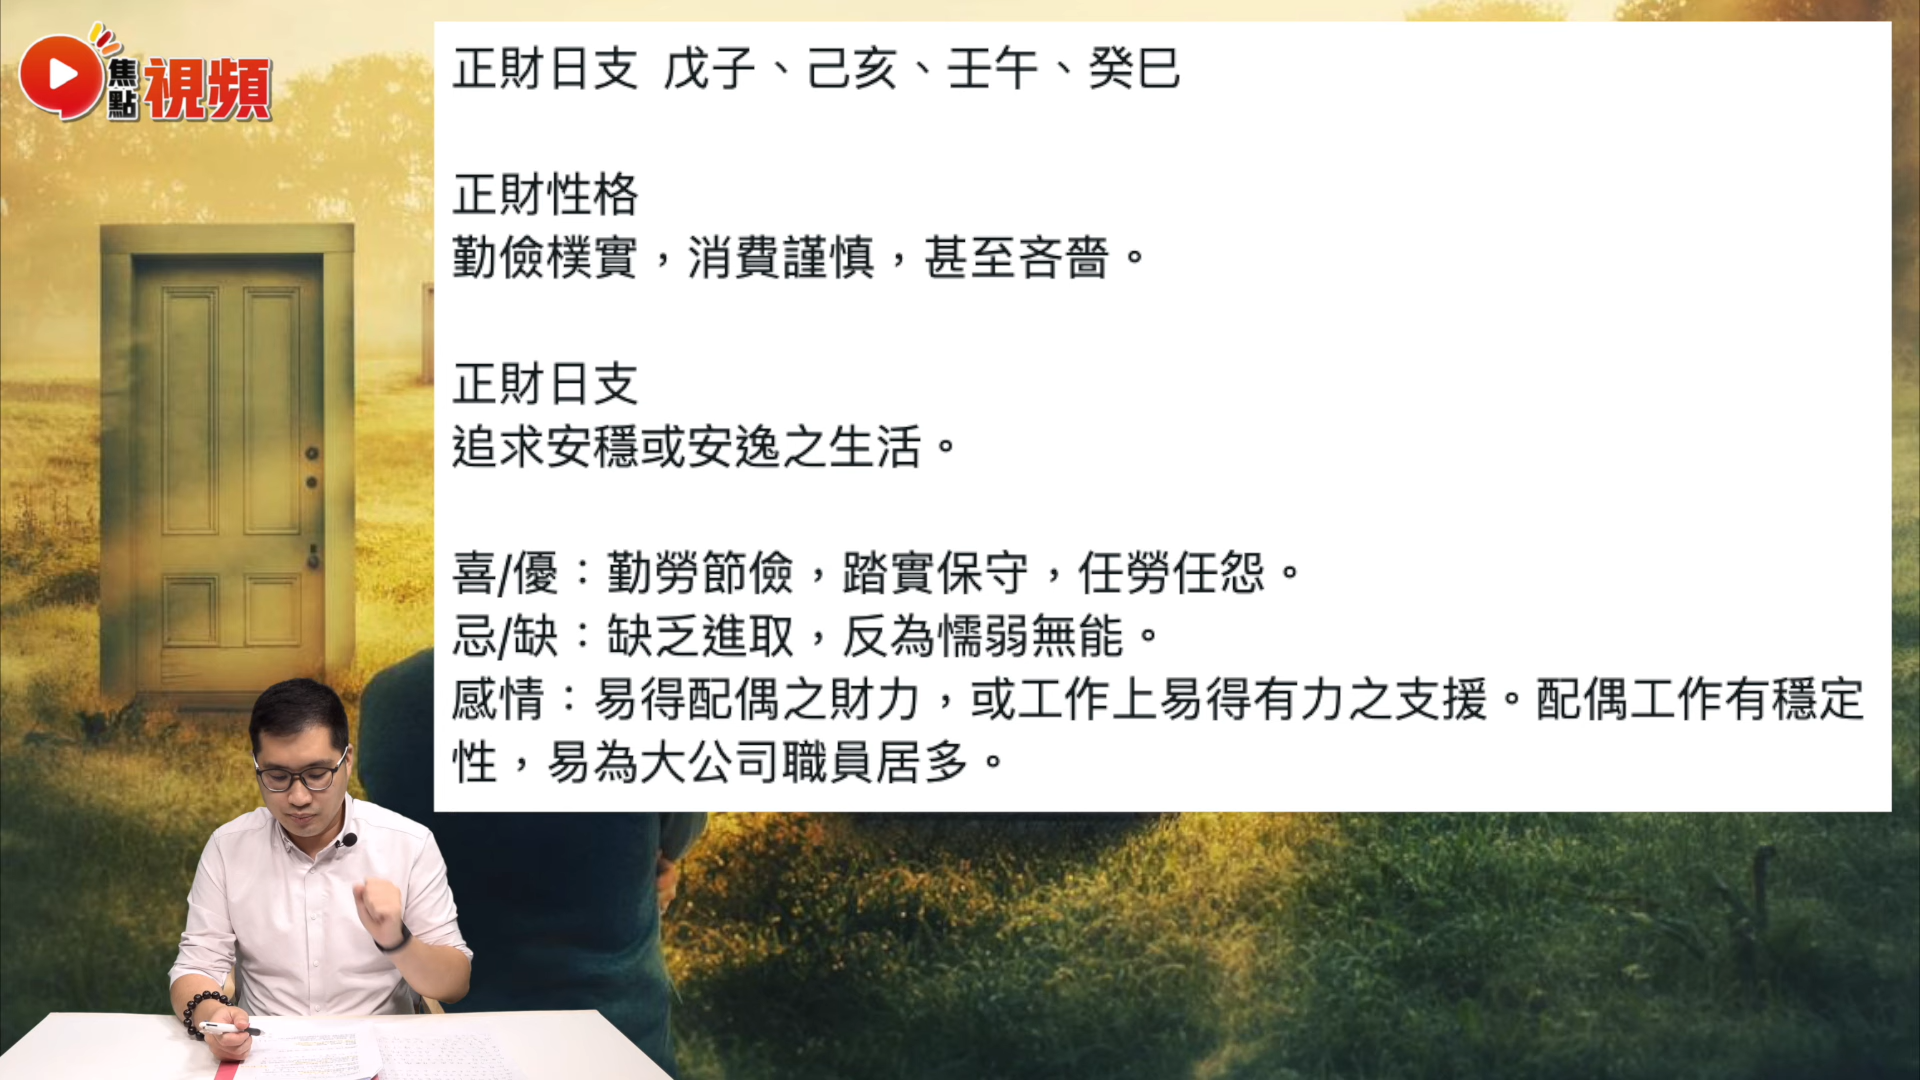 焦點視頻
正財日支 戊子、己亥、壬午、癸巳
正財性格
勤儉樸實，消費謹慎，甚至吝嗇。
正財日支
追求安穩或安逸之生活。
喜/優：勤勞節儉，踏實保守，任勞任怨。
忌/缺：缺乏進取，反為懦弱無能。
感情：易得配偶之財力，或工作上易得有力之支援。配偶工作有穩定
性，易為大公司職員居多。